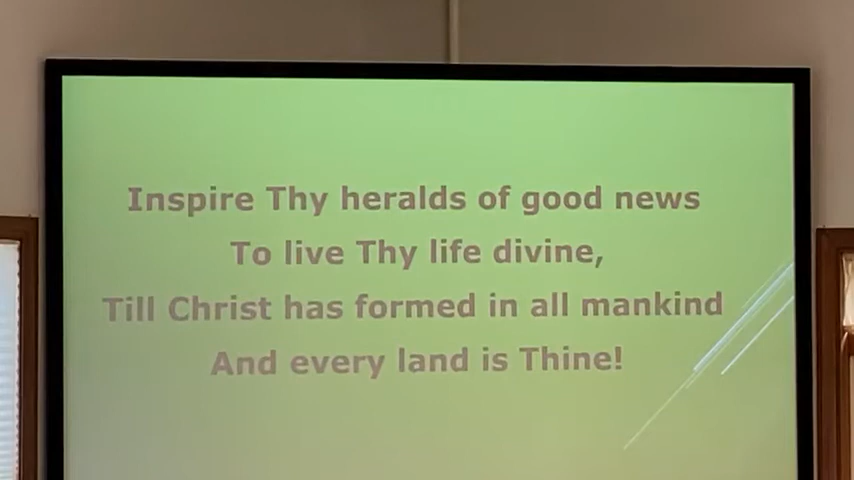 Inspire Thy heralds of good news
To live Thy life divine,
Till Christ has formed in all mankind
And every land is Thine!